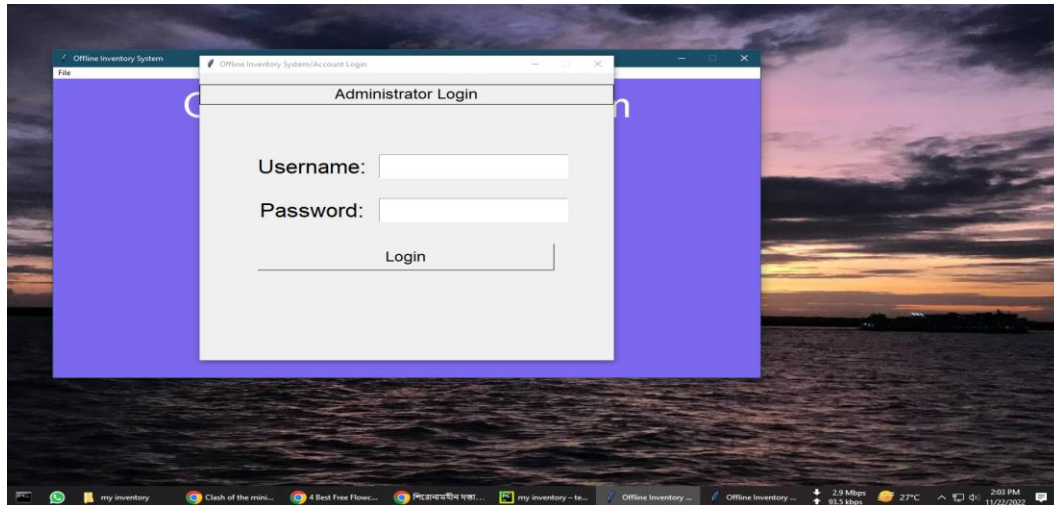 Offline Inventory System
File
Offline Inventory System/Account Login
Administrator Login
Username:
Password:
Login
my inventory
Clash of the mini...
4 Best Free Flowc...
my inventory – te...
Offline Inventory ...
Offline Inventory ...
2.9 Mbps
93.5 kbps
27°C
2:03 PM
11/22/2022